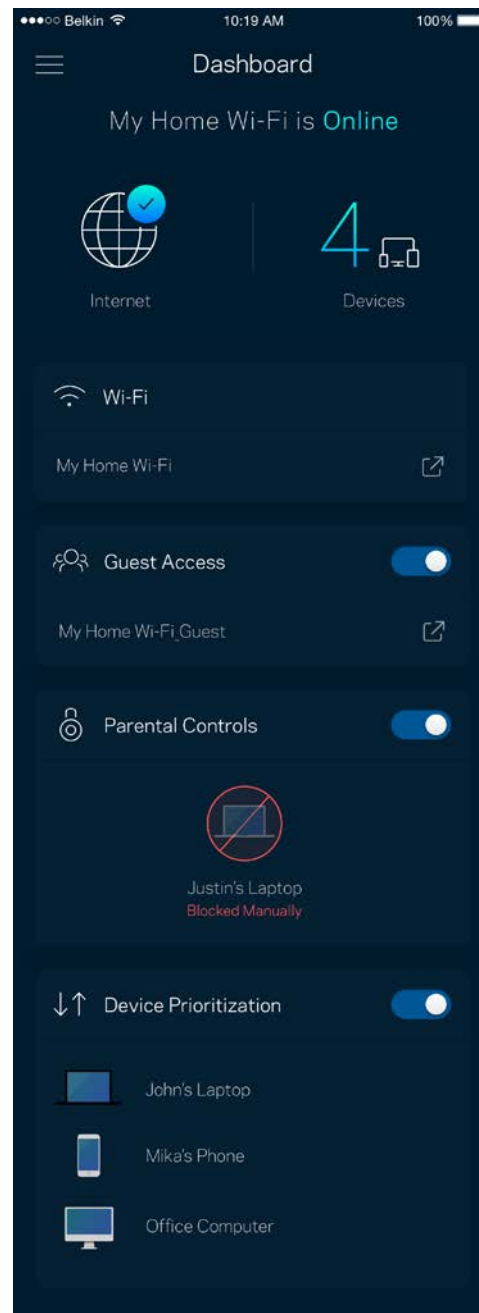 Belkin 10:19 AM 100%
Dashboard
My Home Wi-Fi is Online
4
Internet Devices
Wi-Fi
My Home Wi-Fi
Guest Access
My Home Wi-Fi_Guest
Parental Controls
Justin's Laptop
Blocked Manually
Device Prioritization
John's Laptop
Mika's Phone
Office Computer